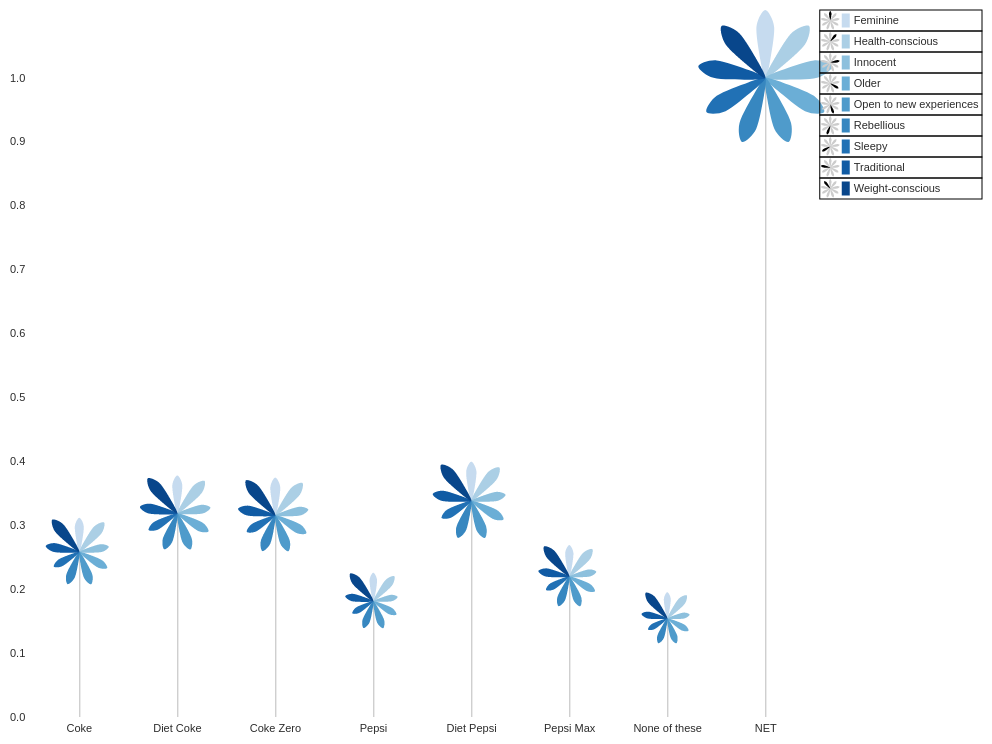 Feminine
Health-conscious
Innocent
Older
Open to new experiences
Rebellious
Sleepy
Traditional
Weight-conscious
1.0
0.9
0.8
0.7
0.6
0.5
0.4
0.3
0.2
0.1
0.0
Coke Diet Coke Coke Zero Pepsi Diet Pepsi Pepsi Max None of these NET